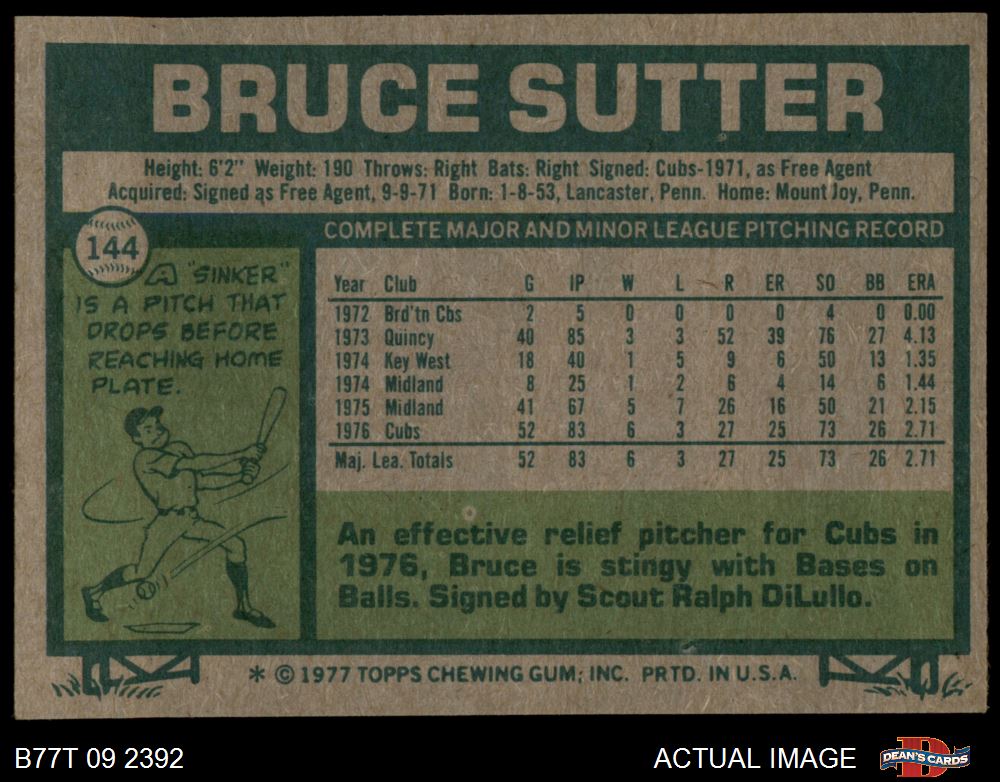 BRUCE SUTTER
Height: 6'2" Weight: 190 Throws: Right Bats: Right Signed: Cubs-1971, as Free Agent
Acquired: Signed as Free Agent, 9-9-71 Born: 1-8-53, Lancaster, Penn. Home: Mount Joy, Penn.
144
A "SINKER"
IS A PITCH THAT
DROPS BEFORE
REACHING HOME
PLATE.
COMPLETE MAJOR AND MINOR LEAGUE PITCHING RECORD
Year Club G IP W L R ER SO BB ERA
1972 Brd'tn Cbs 2 5 0 0 0 0 4 0 0.00
1973 Quincy 40 85 3 3 52 39 76 27 4.13
1974 Key West 18 40 1 5 9 6 50 13 1.35
1974 Midland 8 25 1 2 6 4 14 6 1.44
1975 Midland 41 67 5 7 26 16 50 21 2.15
1976 Cubs 52 83 6 3 27 25 73 26 2.71
Maj. Lea. Totals 52 83 6 3 27 25 73 26 2.71
An effective relief pitcher for Cubs in
1976, Bruce is stingy with Bases on
Balls. Signed by Scout Ralph DiLullo.
* © 1977 TOPPS CHEWING GUM, INC. PRTD. IN U.S.A.
B77T 09 2392
ACTUAL IMAGE
D
DEAN'S CARDS